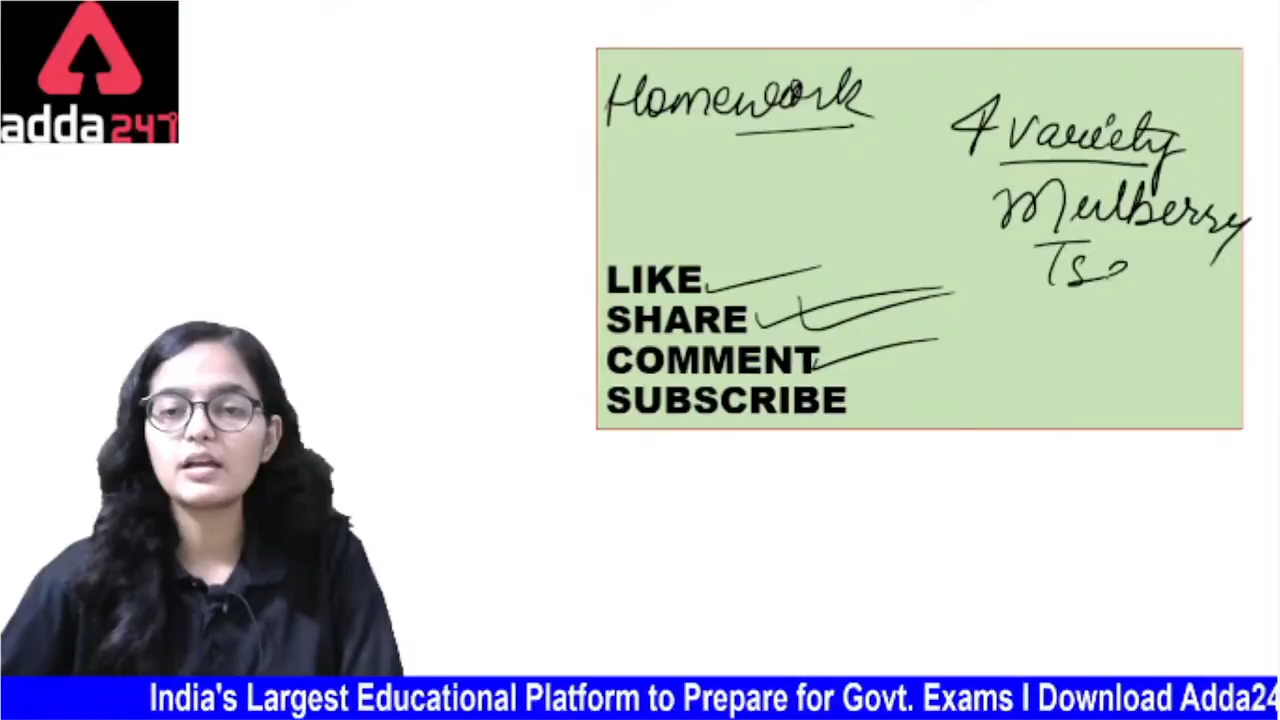 adda247
Homework
4 variety
Mulberry
Tsa
LIKE
SHARE
COMMENT
SUBSCRIBE
India's Largest Educational Platform to Prepare for Govt. Exams I Download Adda24